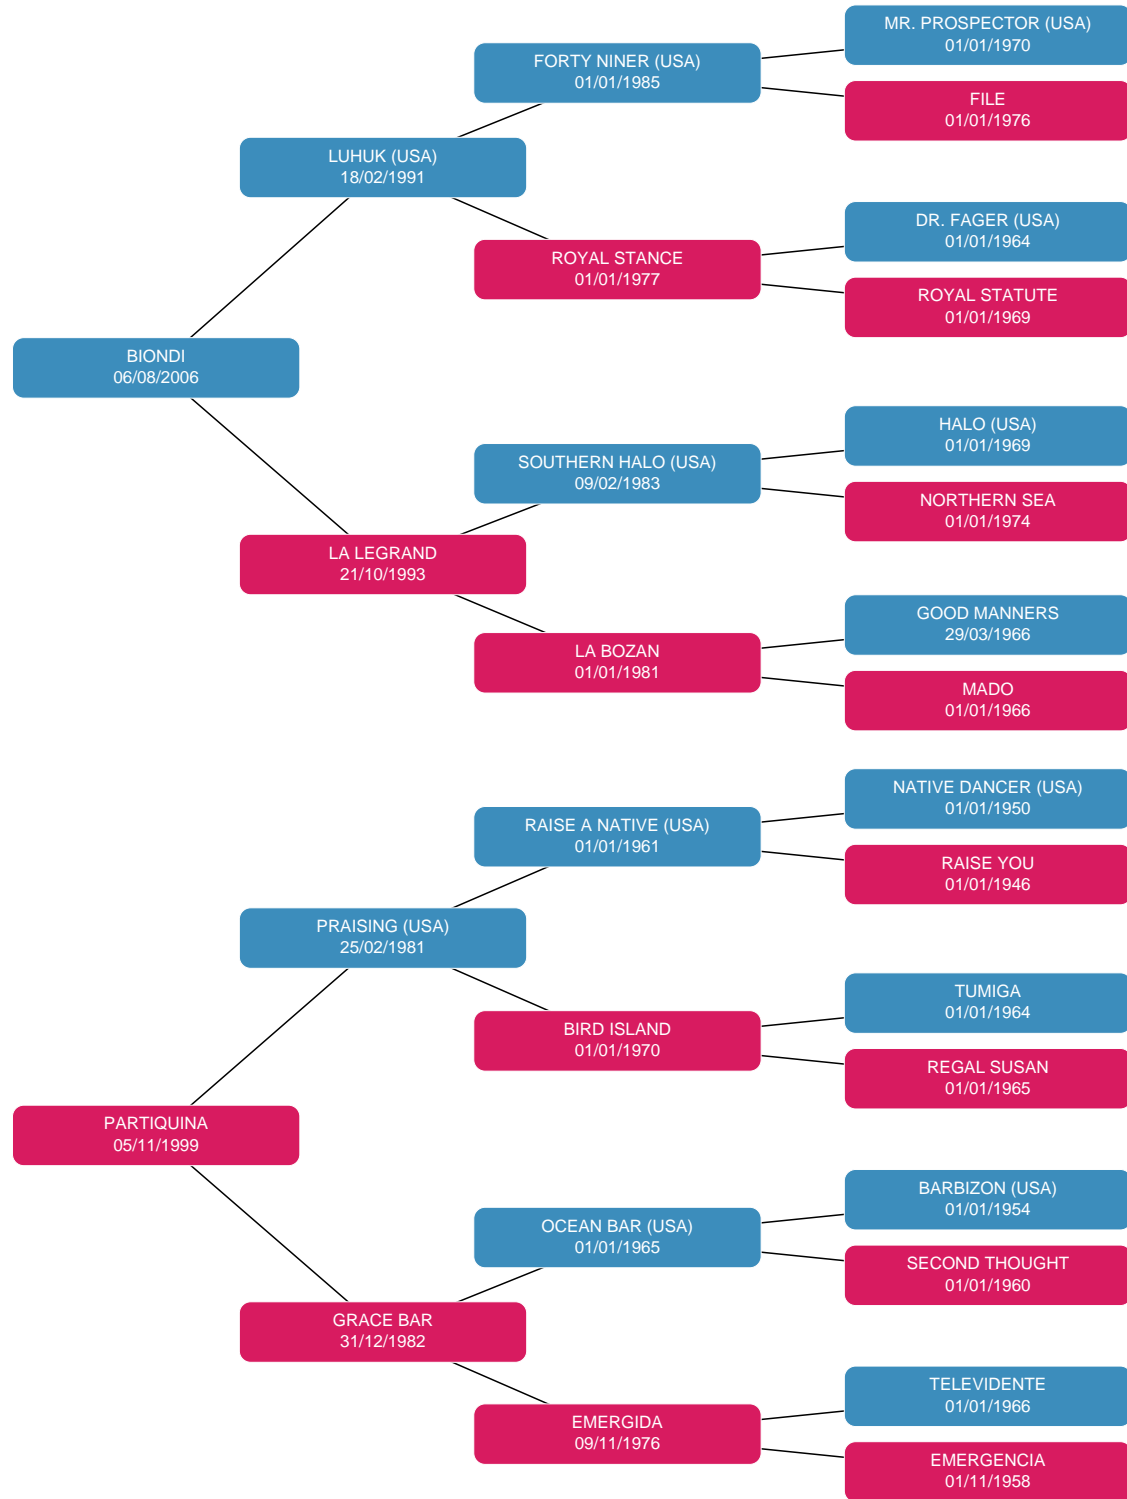 MR. PROSPECTOR (USA)
01/01/1970
FORTY NINER (USA)
01/01/1985
FILE
01/01/1976
LUHUK (USA)
18/02/1991
DR. FAGER (USA)
01/01/1964
ROYAL STANCE
01/01/1977
ROYAL STATUTE
01/01/1969
BIONDI
06/08/2006
HALO (USA)
01/01/1969
SOUTHERN HALO (USA)
09/02/1983
NORTHERN SEA
01/01/1974
LA LEGRAND
21/10/1993
GOOD MANNERS
29/03/1966
LA BOZAN
01/01/1981
MADO
01/01/1966
NATIVE DANCER (USA)
01/01/1950
RAISE A NATIVE (USA)
01/01/1961
RAISE YOU
01/01/1946
PRAISING (USA)
25/02/1981
TUMIGA
01/01/1964
BIRD ISLAND
01/01/1970
REGAL SUSAN
01/01/1965
PARTIQUINA
05/11/1999
BARBIZON (USA)
01/01/1954
OCEAN BAR (USA)
01/01/1965
SECOND THOUGHT
01/01/1960
GRACE BAR
31/12/1982
TELEVIDENTE
01/01/1966
EMERGIDA
09/11/1976
EMERGENCIA
01/11/1958